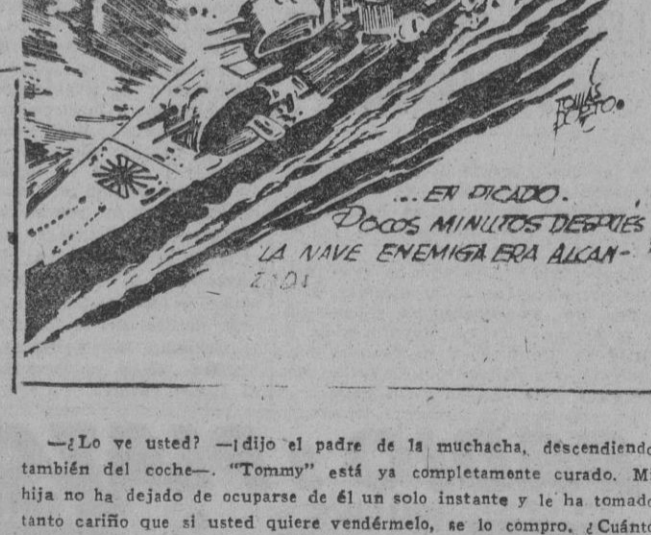 TOMÁS
PORTO.
... EN PICADO.
POCOS MINUTOS DESPUÉS
LA NAVE ENEMIGA ERA ALCAN-
ZADA
—¿Lo ve usted? —¡dijo el padre de la muchacha, descendiendo
también del coche—. "Tommy" está ya completamente curado. Mi
hija no ha dejado de ocuparse de él un solo instante y le ha tomado
tanto cariño que si usted quiere vendérmelo, se lo compro. ¿Cuánto